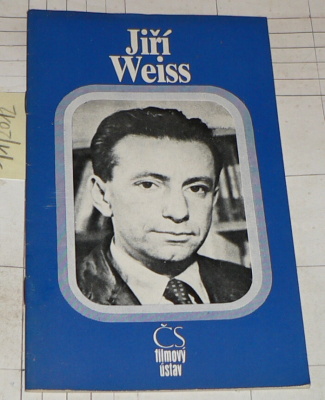 Jiří
Weiss
ČS
filmový
ústav